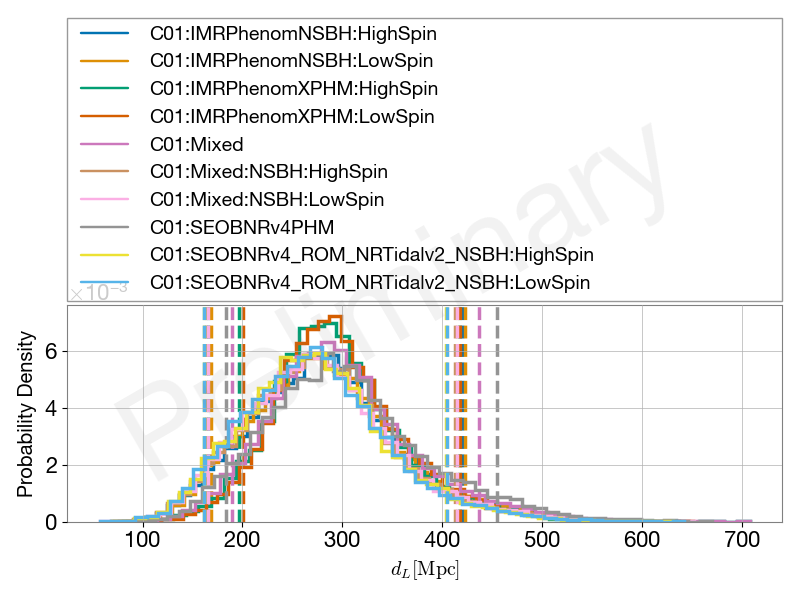 C01:IMRPhenomNSBH:HighSpin
C01:IMRPhenomNSBH:LowSpin
C01:IMRPhenomXPHM:HighSpin
C01:IMRPhenomXPHM:LowSpin
C01:Mixed
C01:Mixed:NSBH:HighSpin
C01:Mixed:NSBH:LowSpin
C01:SEOBNRv4PHM
C01:SEOBNRv4_ROM_NRTidalv2_NSBH:HighSpin
C01:SEOBNRv4_ROM_NRTidalv2_NSBH:LowSpin
Preliminary
×10⁻³
6
4
2
0
Probability Density
100 200 300 400 500 600 700
d_L[Mpc]